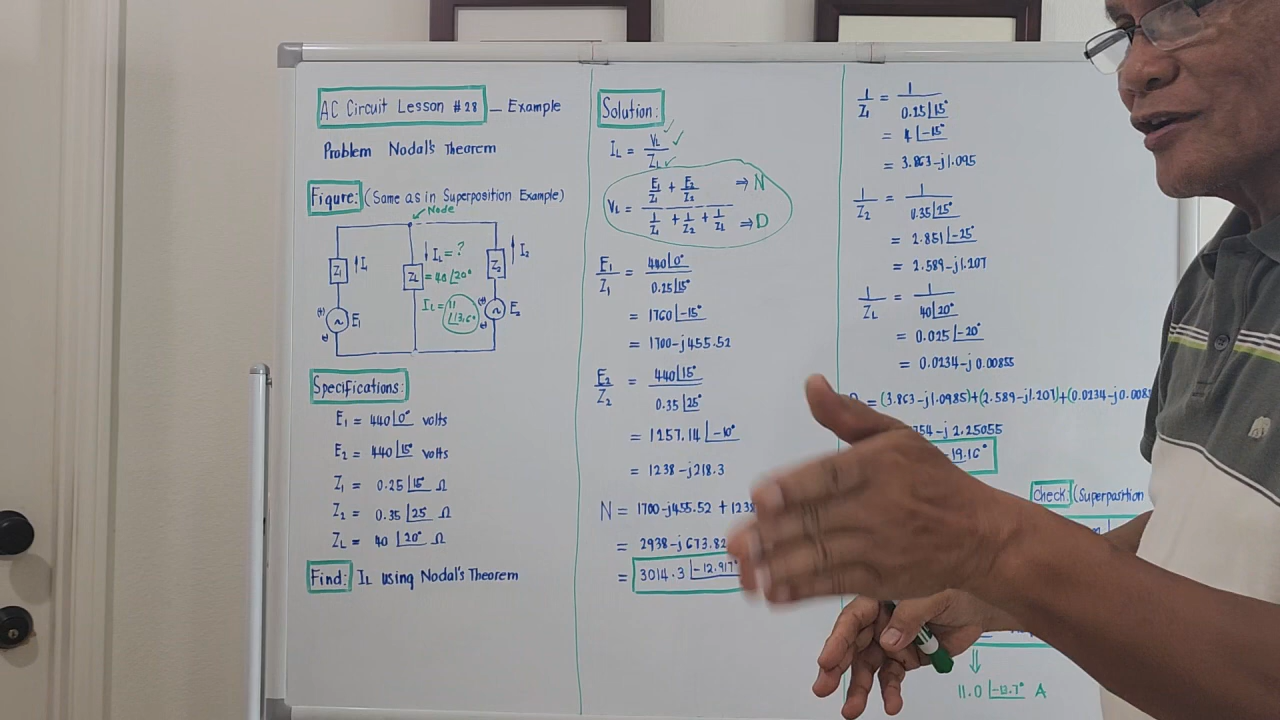 AC Circuit Lesson #28 — Example
Problem Nodal's Theorem
Figure: (Same as in Superposition Example)
Node
Z1
I1
IL = ?
ZL = 40∠20°
IL = 11
Z2
I2
(+)
E1
(+)
E2
Specifications:
E1 = 440∠0° volts
E2 = 440∠15° volts
Z1 = 0.25∠15° Ω
Z2 = 0.35∠25 Ω
ZL = 40∠20° Ω
Find: IL using Nodal's Theorem
Solution:
IL = VL / ZL
VL = (E1/Z1 + E2/Z2) / (1/Z1 + 1/Z2 + 1/ZL)
⇒ N
⇒ D
E1/Z1 = 440∠0° / 0.25∠15°
= 1760∠-15°
= 1700-j455.52
E2/Z2 = 440∠15° / 0.35∠25°
= 1257.14∠-10°
= 1238-j218.3
N = 1700-j455.52 + 1238
= 2938-j673.82
= 3014.3∠-12.917°
1/Z1 = 1 / 0.25∠15°
= 4∠-15°
= 3.863-j1.095
1/Z2 = 1 / 0.35∠25°
= 2.851∠-25°
= 2.589-j1.207
1/ZL = 1 / 40∠20°
= 0.025∠-20°
= 0.0234-j0.00855
= (3.863-j1.0985)+(2.589-j1.207)+(0.0234-j0.008
754-j2.25055
-19.16°
Check: (Superposition
11.0∠-13.7° A